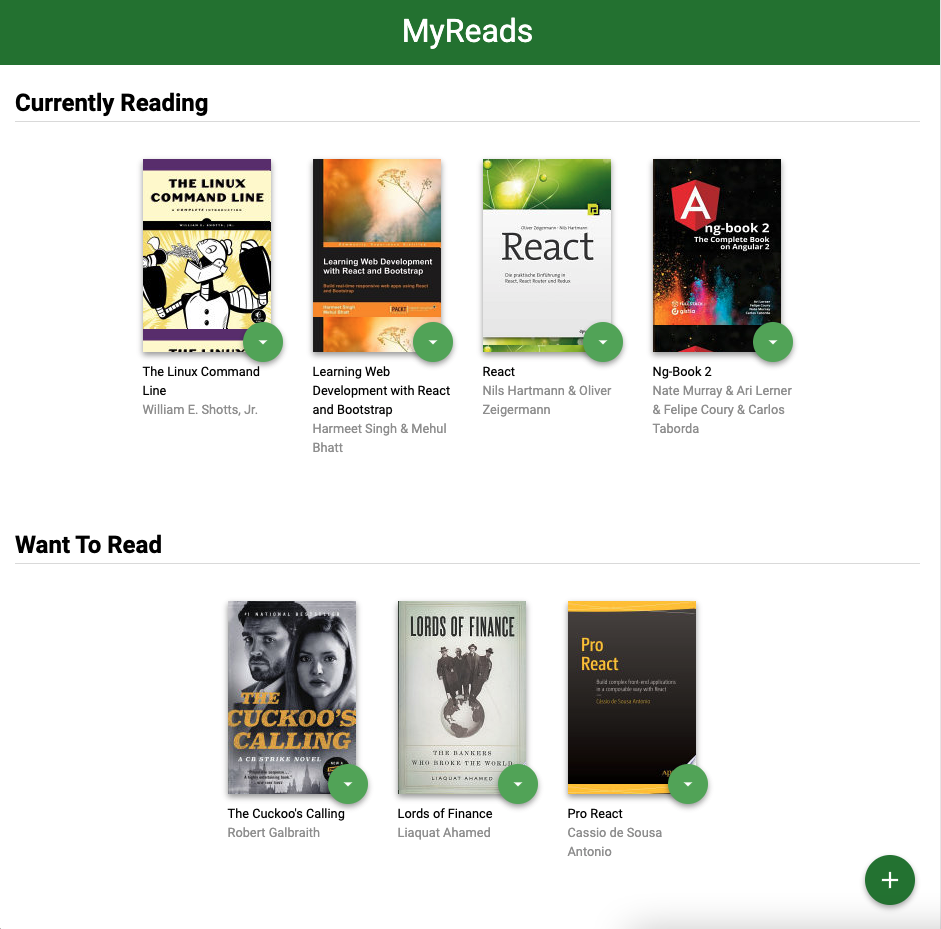 MyReads
Currently Reading
THE LINUX
COMMAND LINE
A COMPLETE INTRODUCTION
WILLIAM E. SHOTTS, JR.
THE LINUX
The Linux Command
Line
William E. Shotts, Jr.
Learning Web Development
with React and Bootstrap
Build real-time responsive web apps using React
and Bootstrap
Harmeet Singh
Mehul Bhatt
PACKT
Learning Web
Development with React
and Bootstrap
Harmeet Singh & Mehul
Bhatt
Oliver Zeigermann · Nils Hartmann
React
Die praktische Einführung in
React, React Router und Redux
React
Nils Hartmann & Oliver
Zeigermann
A
ng-book 2
The Complete Book
on Angular 2
FULLSTACK
gistia
Ari Lerner
Felipe Coury
Nate Murray
Carlos Taborda
Ng-Book 2
Nate Murray & Ari Lerner
& Felipe Coury & Carlos
Taborda
Want To Read
#1 NATIONAL BESTSELLER
THE
CUCKOO'S
CALLING
A CB STRIKE NOVEL
The Cuckoo's Calling
Robert Galbraith
LORDS OF FINANCE
THE BANKERS
WHO BROKE THE WORLD
LIAQUAT AHAMED
Lords of Finance
Liaquat Ahamed
Pro
React
Build complex front-end applications
in a composable way with React
Cássio de Sousa Antonio
Pro React
Cassio de Sousa
Antonio